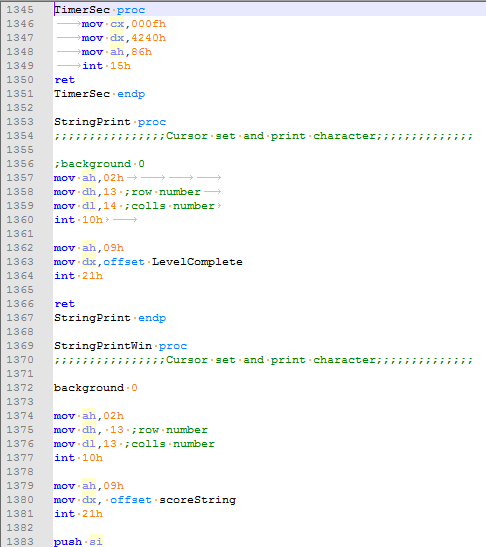 1345 TimerSec proc
1346 mov cx,000fh
1347 mov dx,4240h
1348 mov ah,86h
1349 int 15h
1350 ret
1351 TimerSec endp
1352
1353 StringPrint proc
1354 ;;;;;;;;;;;;;;;;Cursor set and print character;;;;;;;;;;;;;;
1355
1356 ;background 0
1357 mov ah,02h
1358 mov dh,13 ;row number
1359 mov dl,14 ;colls number
1360 int 10h
1361
1362 mov ah,09h
1363 mov dx,offset LevelComplete
1364 int 21h
1365
1366 ret
1367 StringPrint endp
1368
1369 StringPrintWin proc
1370 ;;;;;;;;;;;;;;;;Cursor set and print character;;;;;;;;;;;;;;
1371
1372 background 0
1373
1374 mov ah,02h
1375 mov dh, 13 ;row number
1376 mov dl,13 ;colls number
1377 int 10h
1378
1379 mov ah,09h
1380 mov dx, offset scoreString
1381 int 21h
1382
1383 push si